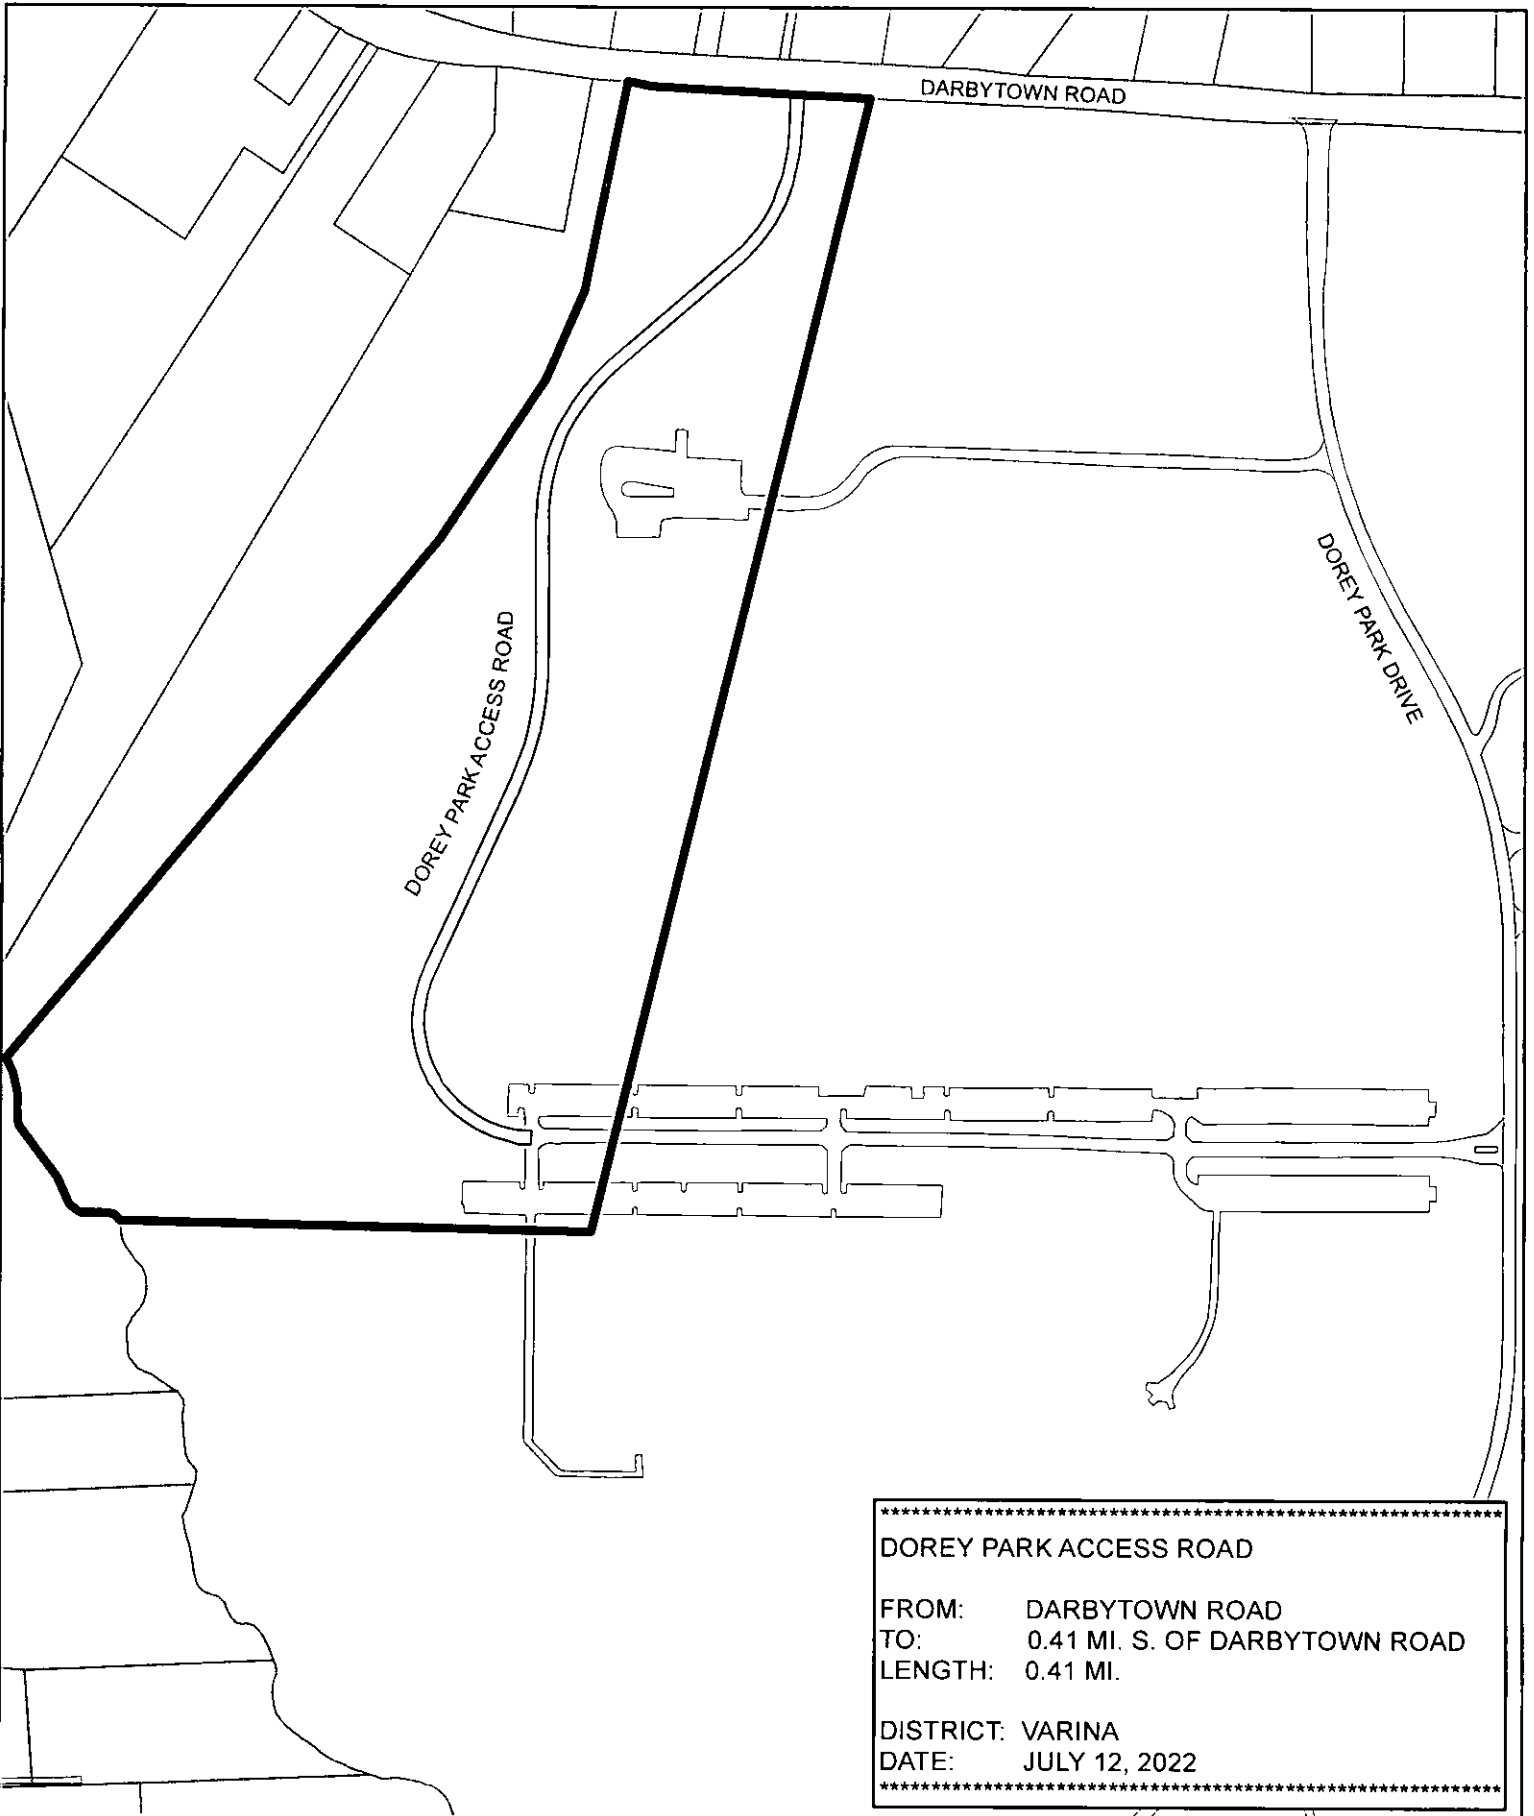 DARBYTOWN ROAD
DOREY PARK DRIVE
DOREY PARK ACCESS ROAD
************************************************************
DOREY PARK ACCESS ROAD
FROM: DARBYTOWN ROAD
TO: 0.41 MI. S. OF DARBYTOWN ROAD
LENGTH: 0.41 MI.
DISTRICT: VARINA
DATE: JULY 12, 2022
************************************************************